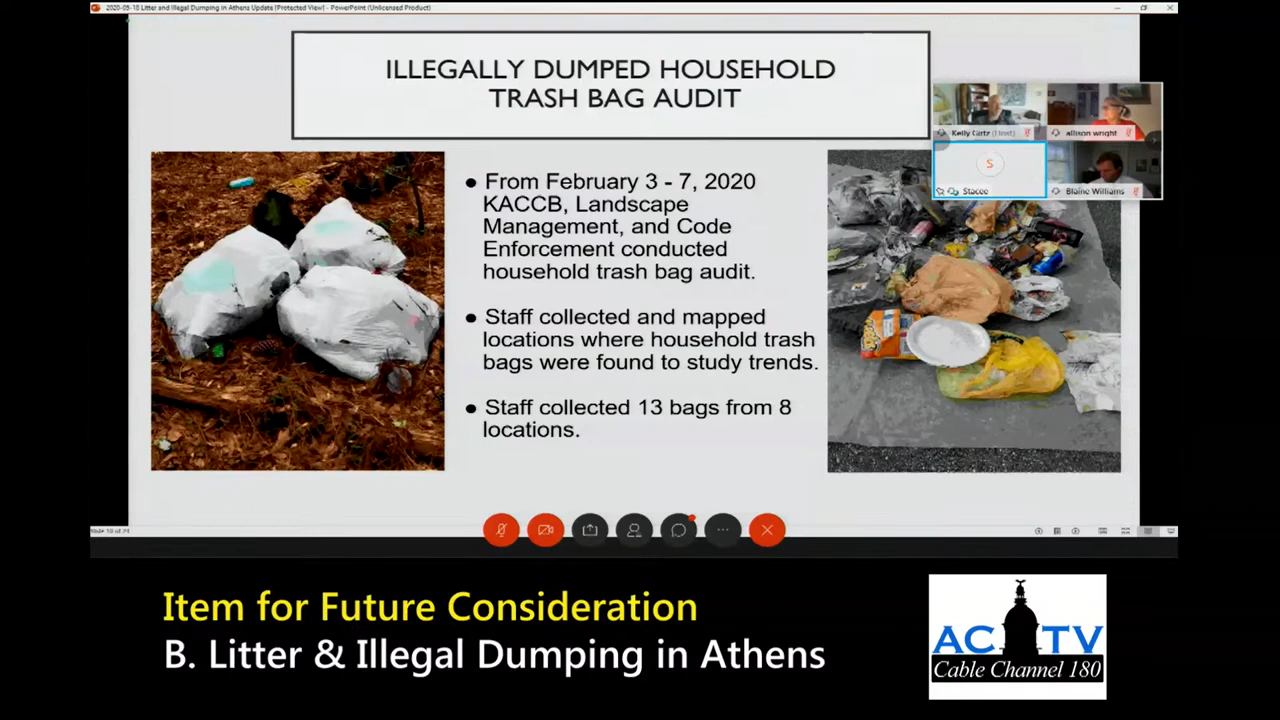 2020-05-18 Litter and Illegal Dumping in Athens Update [Protected View] - PowerPoint (Unlicensed Product)
ILLEGALLY DUMPED HOUSEHOLD
TRASH BAG AUDIT
Kelly Girtz (Host)
allison wright
S
Stacee
Blaine Williams
● From February 3 - 7, 2020
KACCB, Landscape
Management, and Code
Enforcement conducted
household trash bag audit.
● Staff collected and mapped
locations where household trash
bags were found to study trends.
● Staff collected 13 bags from 8
locations.
Item for Future Consideration
B. Litter & Illegal Dumping in Athens
AC TV
Cable Channel 180